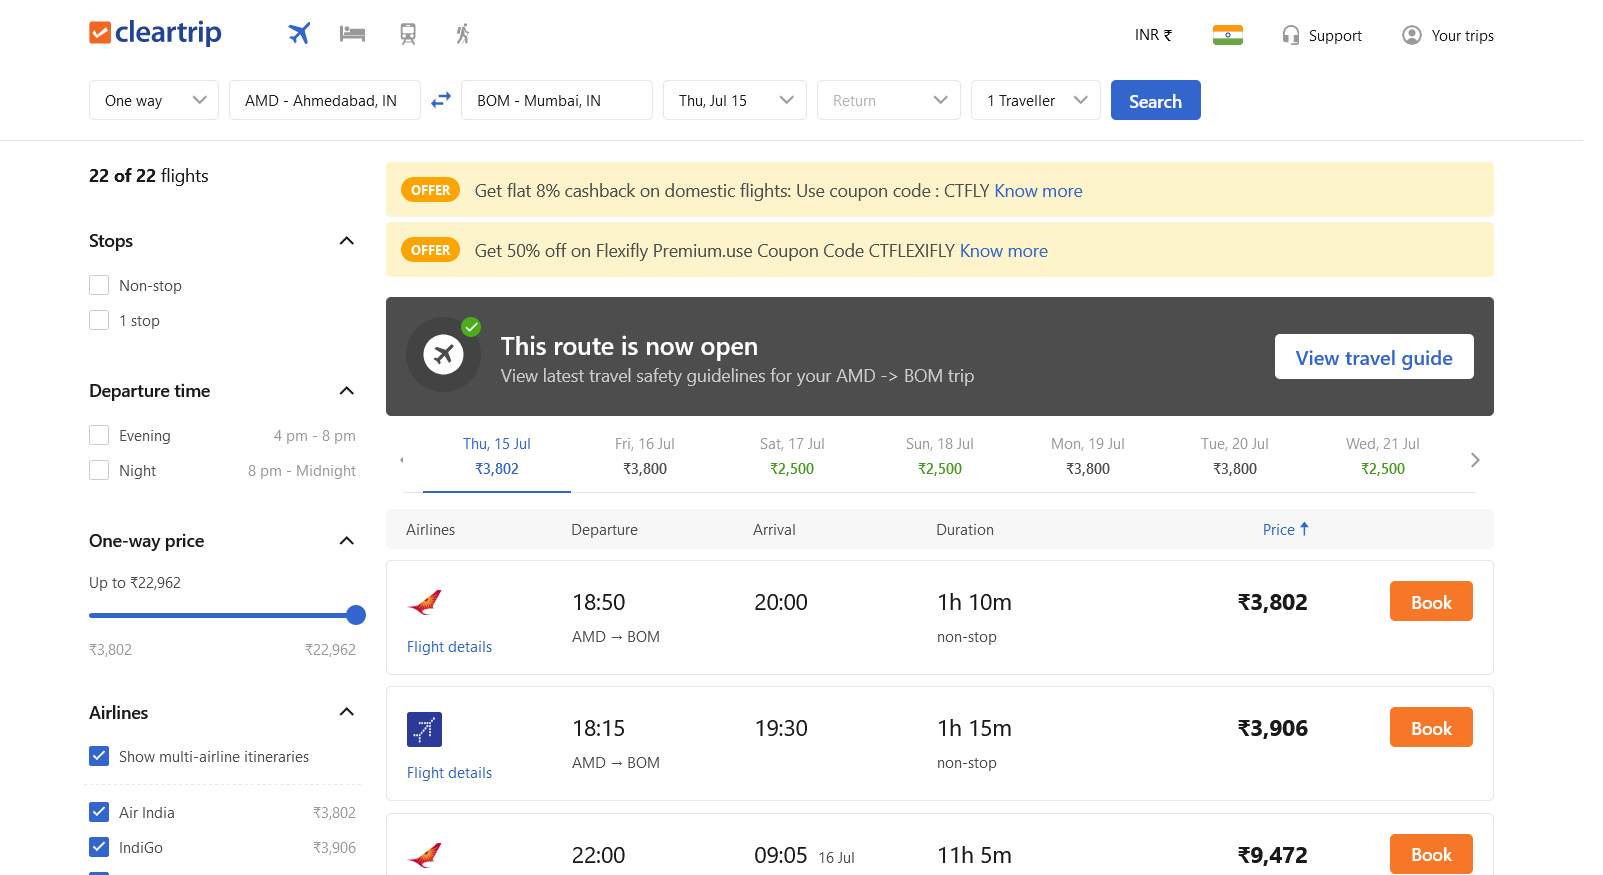 cleartrip
INR ₹
Support
Your trips
One way
AMD - Ahmedabad, IN
BOM - Mumbai, IN
Thu, Jul 15
Return
1 Traveller
Search
22 of 22 flights
Stops
Non-stop
1 stop
Departure time
Evening 4 pm - 8 pm
Night 8 pm - Midnight
One-way price
Up to ₹22,962
₹3,802 ₹22,962
Airlines
Show multi-airline itineraries
Air India ₹3,802
IndiGo ₹3,906
OFFER Get flat 8% cashback on domestic flights: Use coupon code : CTFLY Know more
OFFER Get 50% off on Flexifly Premium.use Coupon Code CTFLEXIFLY Know more
This route is now open
View latest travel safety guidelines for your AMD -> BOM trip
View travel guide
Thu, 15 Jul Fri, 16 Jul Sat, 17 Jul Sun, 18 Jul Mon, 19 Jul Tue, 20 Jul Wed, 21 Jul
₹3,802 ₹3,800 ₹2,500 ₹2,500 ₹3,800 ₹3,800 ₹2,500
Airlines Departure Arrival Duration Price ↑
18:50 20:00 1h 10m ₹3,802 Book
AMD → BOM non-stop
Flight details
18:15 19:30 1h 15m ₹3,906 Book
AMD → BOM non-stop
Flight details
22:00 09:05 16 Jul 11h 5m ₹9,472 Book